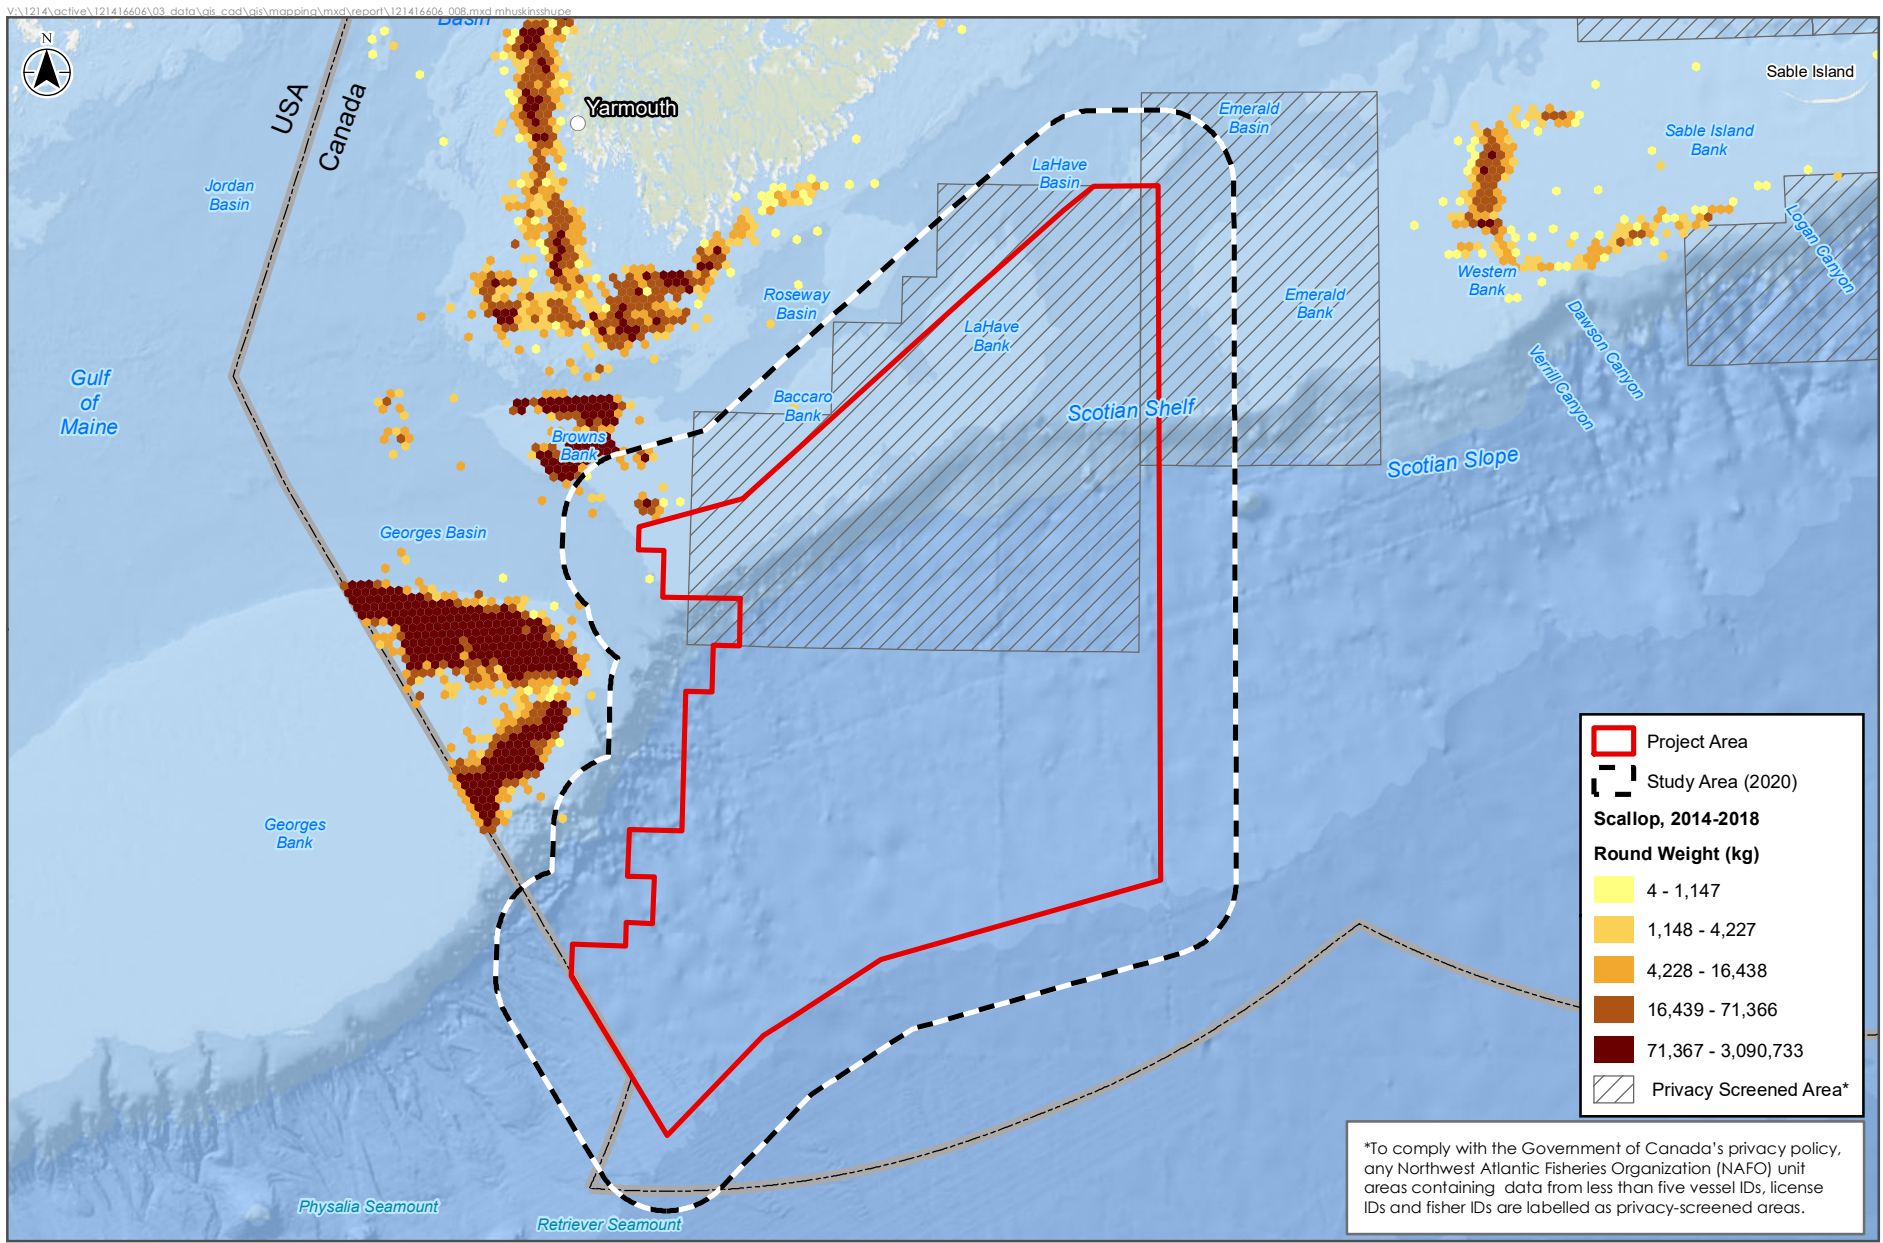 V:\1214\active\121416606\03_data\gis_cad\gis\mapping\mxd\report\121416606_008.mxd mhuskinsshupe
Basin
N
USA
Canada
Yarmouth
Sable Island
Emerald
Basin
Sable Island
Bank
LaHave
Basin
Jordan
Basin
Logan Canyon
Western
Bank
Roseway
Basin
Emerald
Bank
LaHave
Bank
Dawson Canyon
Verrill Canyon
Gulf
of
Maine
Baccaro
Bank
Scotian Shelf
Browns
Bank
Scotian Slope
Georges Basin
Georges
Bank
Physalia Seamount
Retriever Seamount
Project Area
Study Area (2020)
Scallop, 2014-2018
Round Weight (kg)
4 - 1,147
1,148 - 4,227
4,228 - 16,438
16,439 - 71,366
71,367 - 3,090,733
Privacy Screened Area*
*To comply with the Government of Canada's privacy policy,
any Northwest Atlantic Fisheries Organization (NAFO) unit
areas containing data from less than five vessel IDs, license
IDs and fisher IDs are labelled as privacy-screened areas.